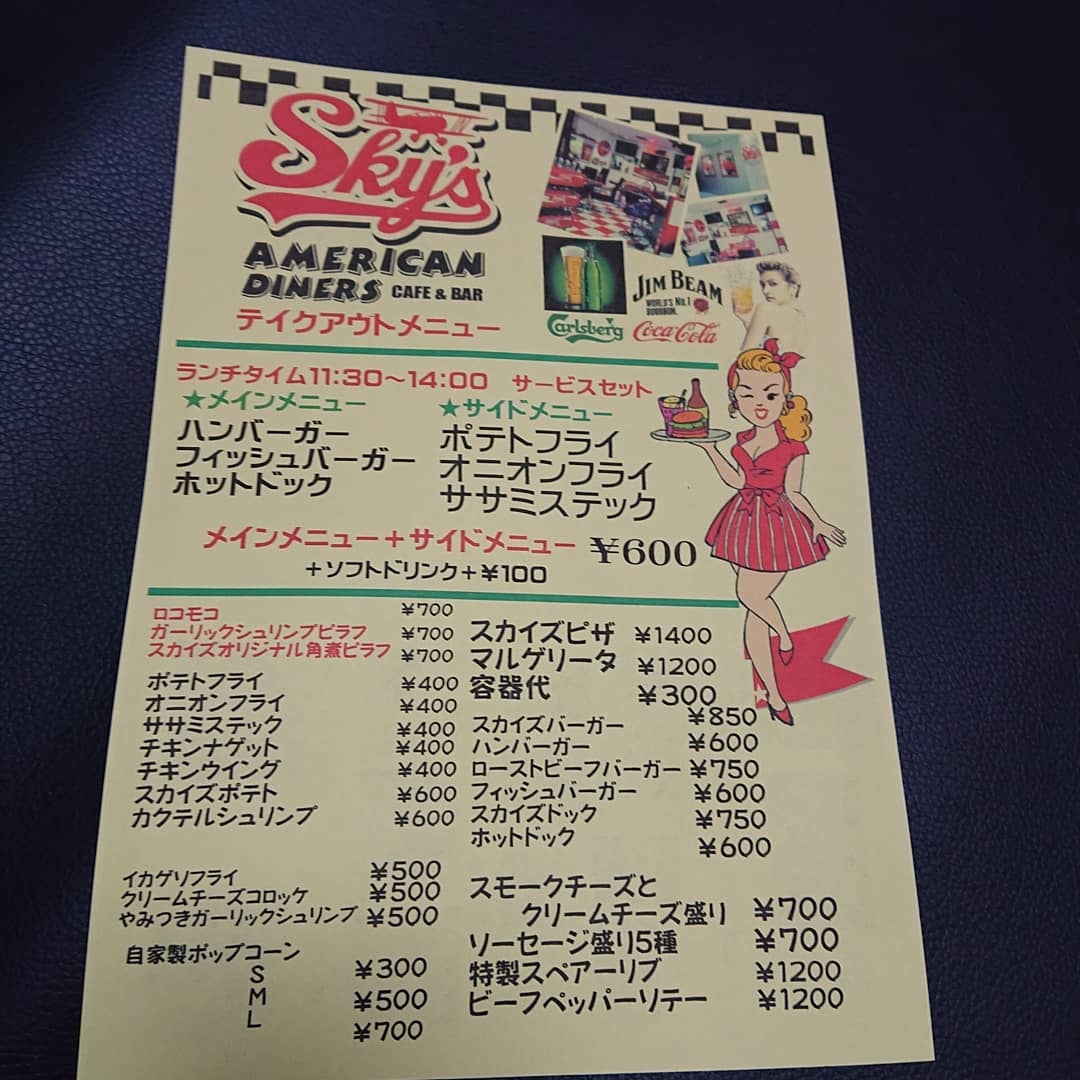 Sky's
AMERICAN
DINERS CAFE & BAR
テイクアウトメニュー
JIM BEAM
WORLD'S No.1
BOURBON.
Carlsberg
Coca-Cola
ランチタイム11:30～14:00 サービスセット
★メインメニュー
ハンバーガー
フィッシュバーガー
ホットドック
★サイドメニュー
ポテトフライ
オニオンフライ
ササミステック
メインメニュー＋サイドメニュー ¥600
＋ソフトドリンク＋¥100
ロコモコ ¥700
ガーリックシュリンプピラフ ¥700
スカイズオリジナル角煮ピラフ ¥700
ポテトフライ ¥400
オニオンフライ ¥400
ササミステック ¥400
チキンナゲット ¥400
チキンウイング ¥400
スカイズポテト ¥600
カクテルシュリンプ ¥600
イカゲソフライ ¥500
クリームチーズコロッケ ¥500
やみつきガーリックシュリンプ ¥500
自家製ポップコーン
S ¥300
M ¥500
L ¥700
スカイズピザ ¥1400
マルゲリータ ¥1200
容器代 ¥300
スカイズバーガー ¥850
ハンバーガー ¥600
ローストビーフバーガー ¥750
フィッシュバーガー ¥600
スカイズドック ¥750
ホットドック ¥600
スモークチーズと
クリームチーズ盛り ¥700
ソーセージ盛り5種 ¥700
特製スペアーリブ ¥1200
ビーフペッパーソテー ¥1200